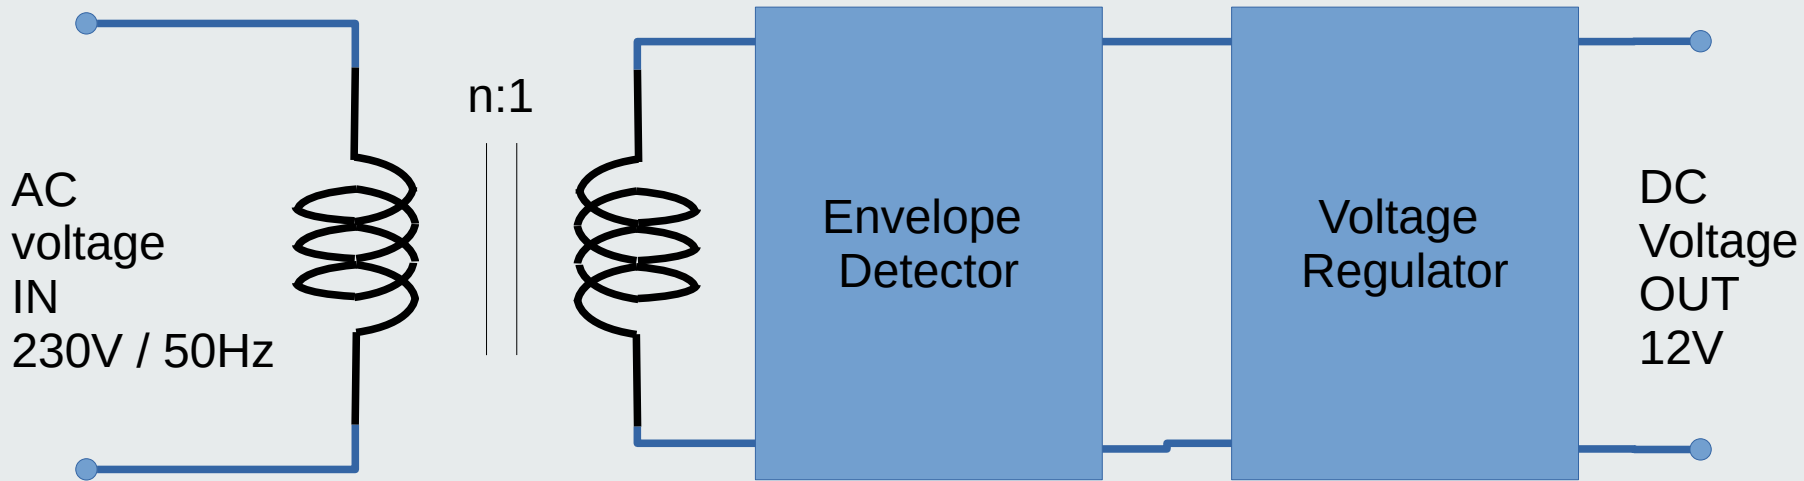 AC
voltage
IN
230V / 50Hz
n:1
Envelope
Detector
Voltage
Regulator
DC
Voltage
OUT
12V